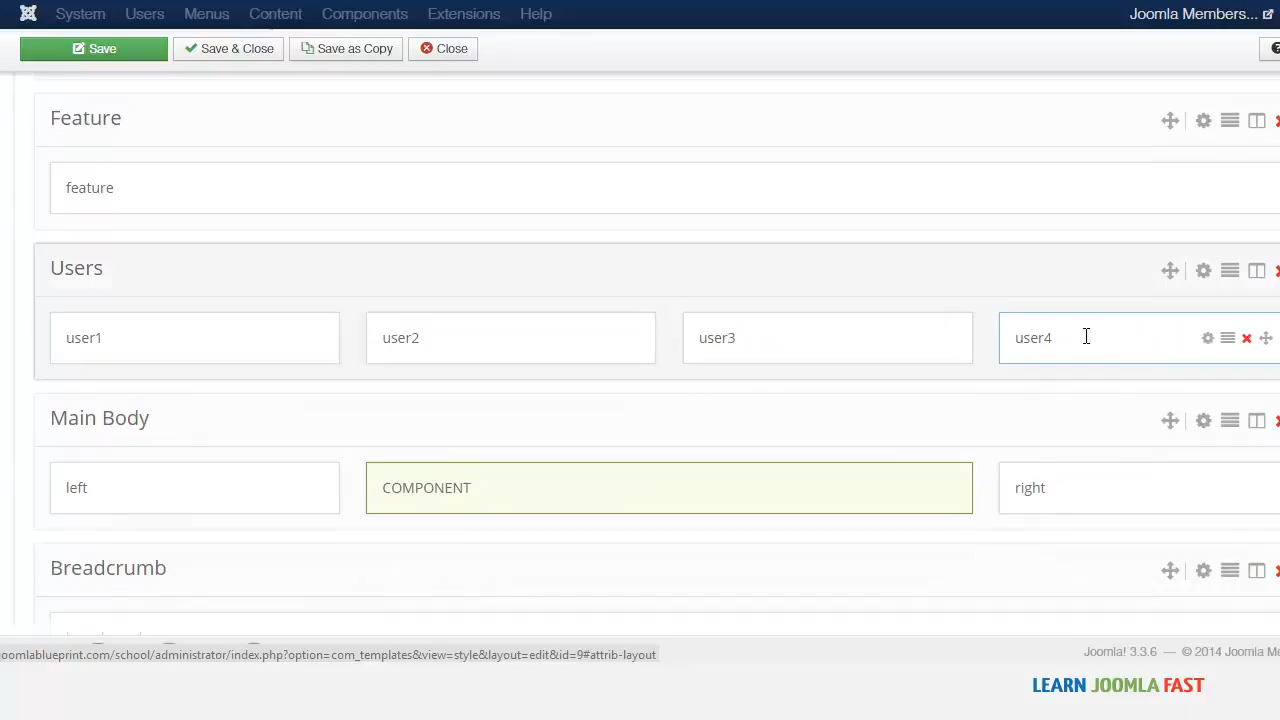 System Users Menus Content Components Extensions Help Joomla Members...
Save Save & Close Save as Copy Close
Feature
feature
Users
user1 user2 user3 user4
Main Body
left COMPONENT right
Breadcrumb
oomlablueprint.com/school/administrator/index.php?option=com_templates&view=style&layout=edit&id=9#attrib-layout
Joomla! 3.3.6 — © 2014 Joomla Me
LEARN JOOMLA FAST